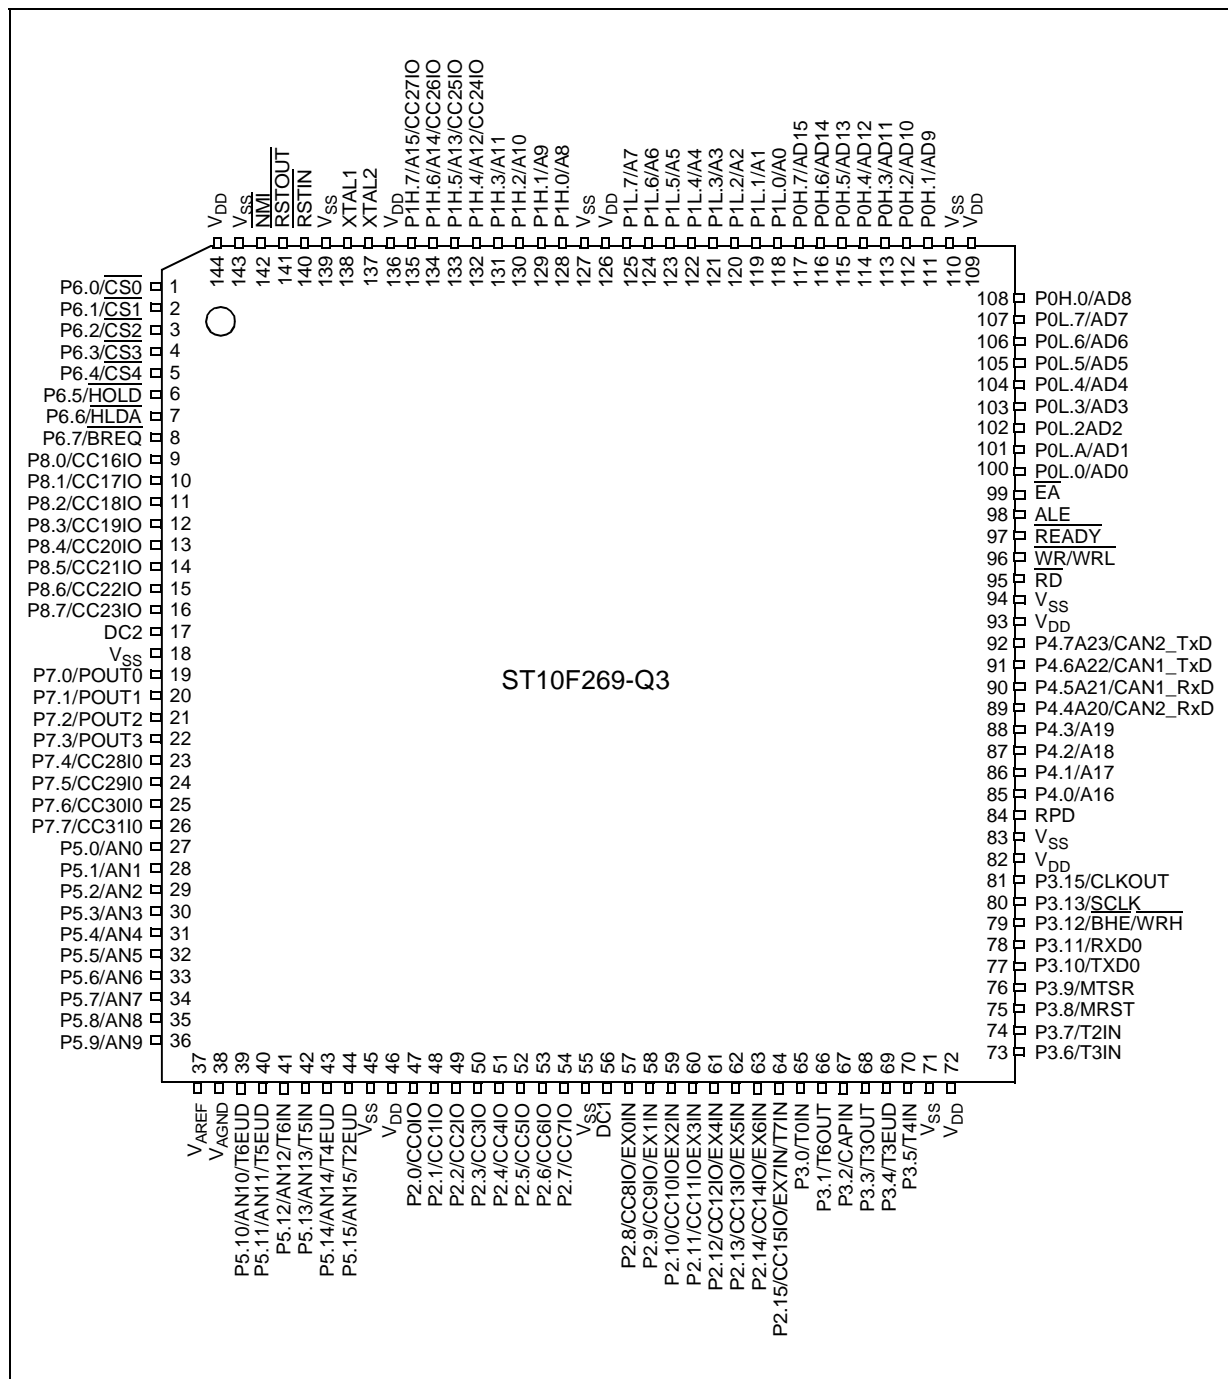 144 V_DD
143 V_SS
142 NMI
141 RSTOUT
140 RSTIN
139 V_SS
138 XTAL1
137 XTAL2
136 V_DD
135 P1H.7/A15/CC27IO
134 P1H.6/A14/CC26IO
133 P1H.5/A13/CC25IO
132 P1H.4/A12/CC24IO
131 P1H.3/A11
130 P1H.2/A10
129 P1H.1/A9
128 P1H.0/A8
127 V_SS
126 V_DD
125 P1L.7/A7
124 P1L.6/A6
123 P1L.5/A5
122 P1L.4/A4
121 P1L.3/A3
120 P1L.2/A2
119 P1L.1/A1
118 P1L.0/A0
117 P0H.7/AD15
116 P0H.6/AD14
115 P0H.5/AD13
114 P0H.4/AD12
113 P0H.3/AD11
112 P0H.2/AD10
111 P0H.1/AD9
110 V_SS
109 V_DD
P6.0/CS0 1
P6.1/CS1 2
P6.2/CS2 3
P6.3/CS3 4
P6.4/CS4 5
P6.5/HOLD 6
P6.6/HLDA 7
P6.7/BREQ 8
P8.0/CC16IO 9
P8.1/CC17IO 10
P8.2/CC18IO 11
P8.3/CC19IO 12
P8.4/CC20IO 13
P8.5/CC21IO 14
P8.6/CC22IO 15
P8.7/CC23IO 16
DC2 17
V_SS 18
P7.0/POUT0 19
P7.1/POUT1 20
P7.2/POUT2 21
P7.3/POUT3 22
P7.4/CC28I0 23
P7.5/CC29I0 24
P7.6/CC30I0 25
P7.7/CC31I0 26
P5.0/AN0 27
P5.1/AN1 28
P5.2/AN2 29
P5.3/AN3 30
P5.4/AN4 31
P5.5/AN5 32
P5.6/AN6 33
P5.7/AN7 34
P5.8/AN8 35
P5.9/AN9 36
ST10F269-Q3
108 P0H.0/AD8
107 P0L.7/AD7
106 P0L.6/AD6
105 P0L.5/AD5
104 P0L.4/AD4
103 P0L.3/AD3
102 P0L.2AD2
101 P0L.A/AD1
100 P0L.0/AD0
99 EA
98 ALE
97 READY
96 WR/WRL
95 RD
94 V_SS
93 V_DD
92 P4.7A23/CAN2_TxD
91 P4.6A22/CAN1_TxD
90 P4.5A21/CAN1_RxD
89 P4.4A20/CAN2_RxD
88 P4.3/A19
87 P4.2/A18
86 P4.1/A17
85 P4.0/A16
84 RPD
83 V_SS
82 V_DD
81 P3.15/CLKOUT
80 P3.13/SCLK
79 P3.12/BHE/WRH
78 P3.11/RXD0
77 P3.10/TXD0
76 P3.9/MTSR
75 P3.8/MRST
74 P3.7/T2IN
73 P3.6/T3IN
37 V_AREF
38 V_AGND
39 P5.10/AN10/T6EUD
40 P5.11/AN11/T5EUD
41 P5.12/AN12/T6IN
42 P5.13/AN13/T5IN
43 P5.14/AN14/T4EUD
44 P5.15/AN15/T2EUD
45 V_SS
46 V_DD
47 P2.0/CC0IO
48 P2.1/CC1IO
49 P2.2/CC2IO
50 P2.3/CC3IO
51 P2.4/CC4IO
52 P2.5/CC5IO
53 P2.6/CC6IO
54 P2.7/CC7IO
55 V_SS
56 DC1
57 P2.8/CC8IO/EX0IN
58 P2.9/CC9IO/EX1IN
59 P2.10/CC10IOEX2IN
60 P2.11/CC11IOEX3IN
61 P2.12/CC12IO/EX4IN
62 P2.13/CC13IO/EX5IN
63 P2.14/CC14IO/EX6IN
64 P2.15/CC15IO/EX7IN/T7IN
65 P3.0/T0IN
66 P3.1/T6OUT
67 P3.2/CAPIN
68 P3.3/T3OUT
69 P3.4/T3EUD
70 P3.5/T4IN
71 V_SS
72 V_DD